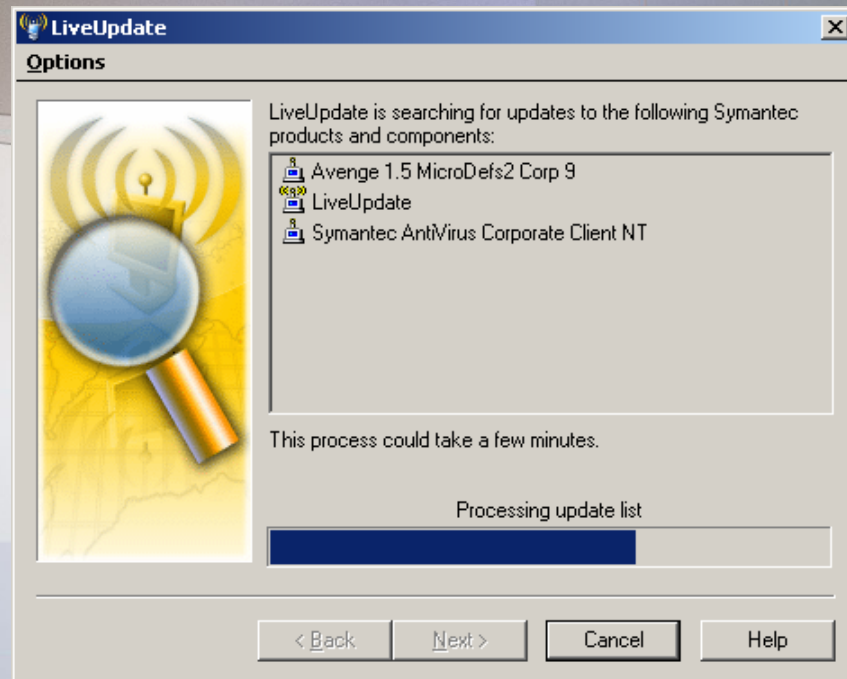 LiveUpdate
Options
LiveUpdate is searching for updates to the following Symantec
products and components:
Avenge 1.5 MicroDefs2 Corp 9
LiveUpdate
Symantec AntiVirus Corporate Client NT
This process could take a few minutes.
Processing update list
< Back
Next >
Cancel
Help